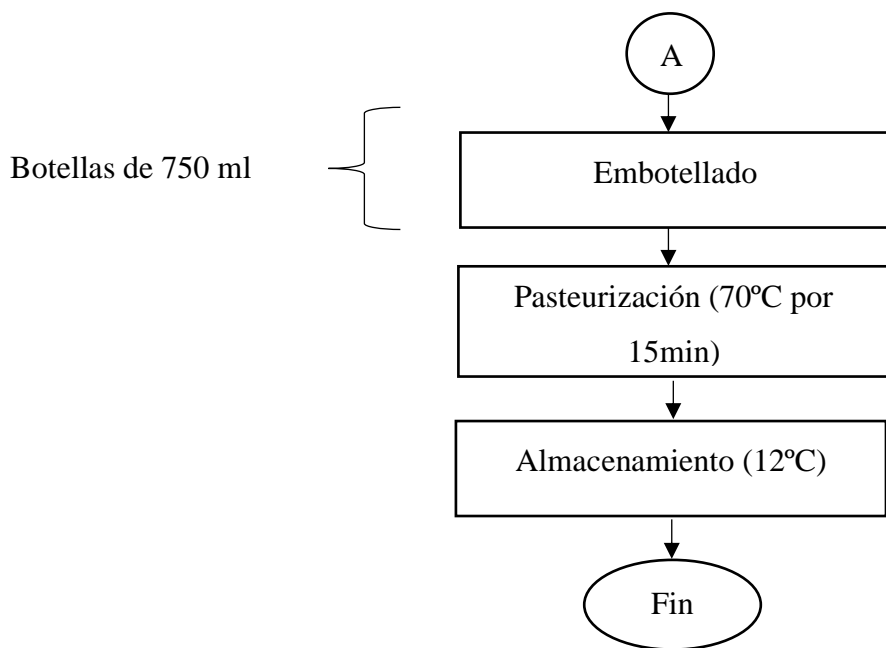 A
Botellas de 750 ml
Embotellado
Pasteurización (70ºC por
15min)
Almacenamiento (12ºC)
Fin